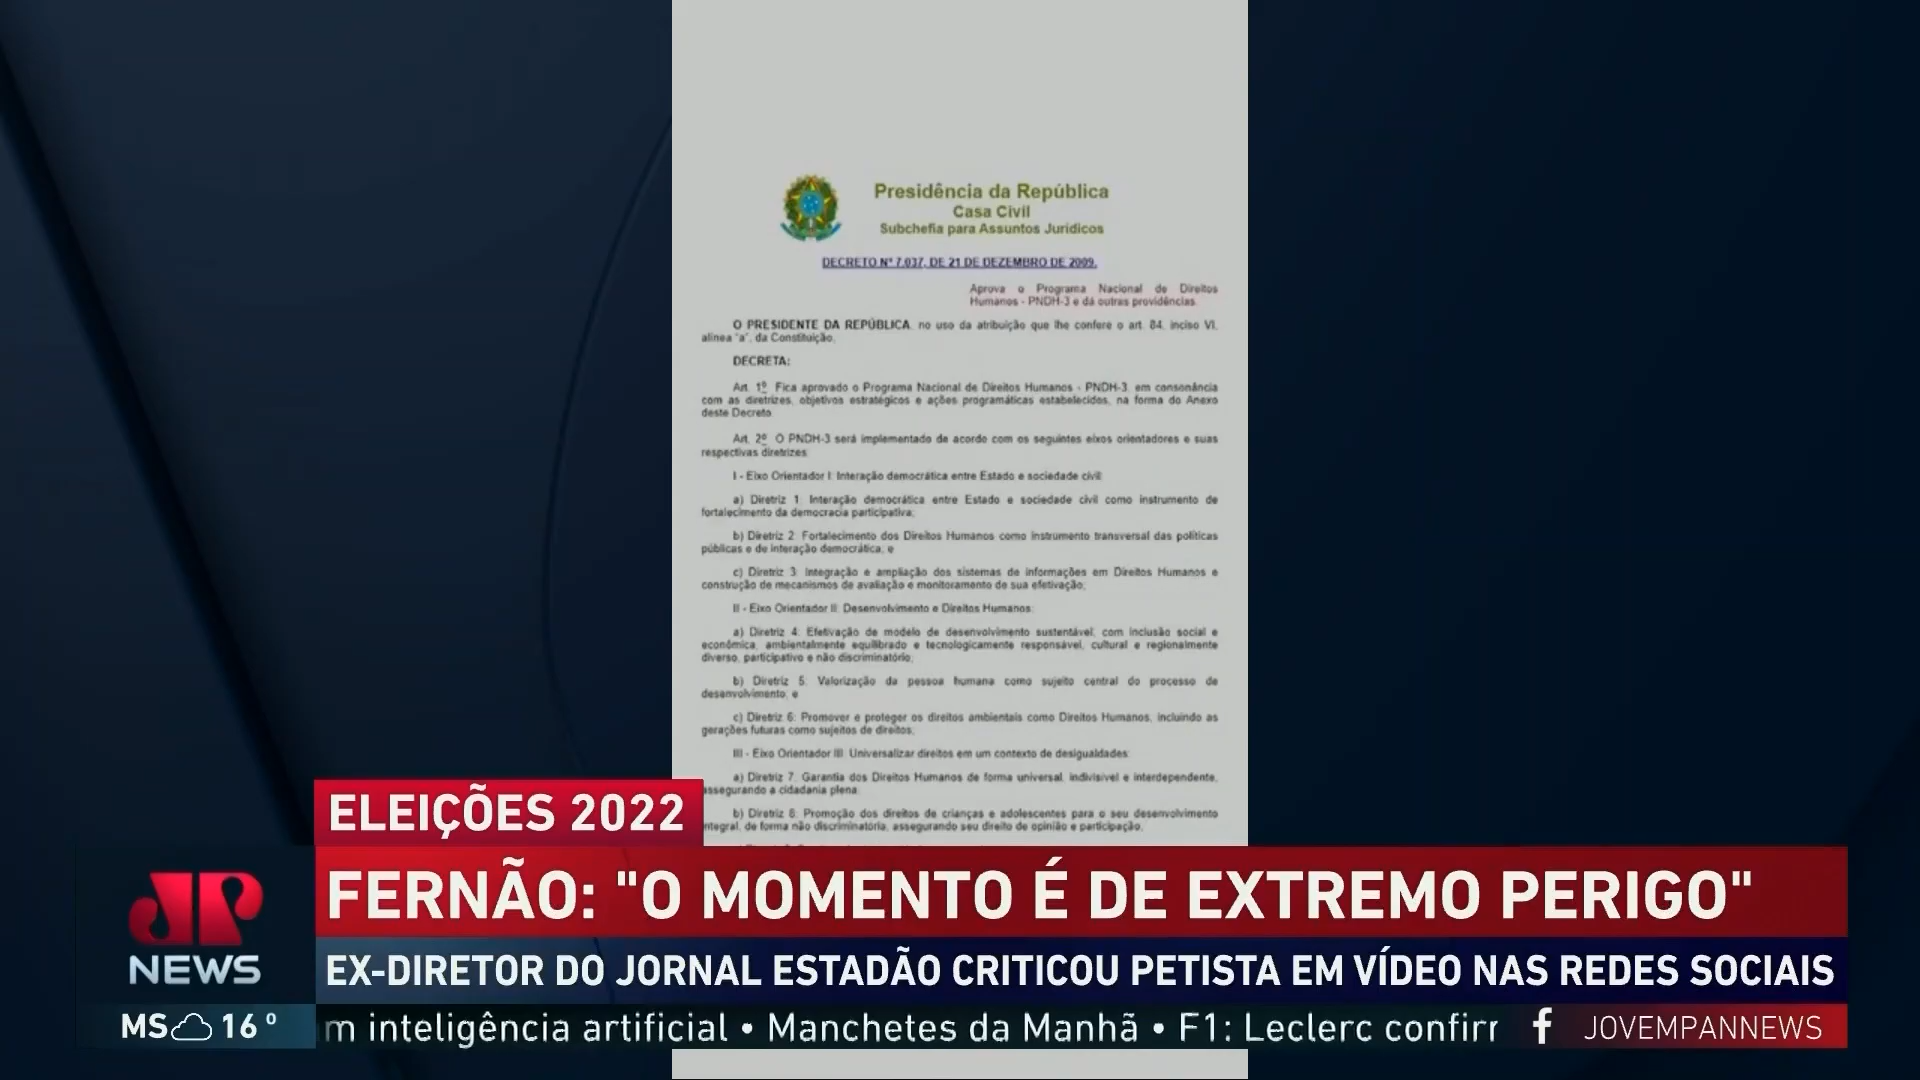 Presidência da República
Casa Civil
Subchefia para Assuntos Jurídicos
DECRETO Nº 7.037, DE 21 DE DEZEMBRO DE 2009.
Aprova o Programa Nacional de Direitos
Humanos - PNDH-3 e dá outras providências.
O PRESIDENTE DA REPÚBLICA, no uso da atribuição que lhe confere o art. 84, inciso VI,
alínea "a", da Constituição,
DECRETA:
Art. 1º Fica aprovado o Programa Nacional de Direitos Humanos - PNDH-3, em consonância
com as diretrizes, objetivos estratégicos e ações programáticas estabelecidos, na forma do Anexo
deste Decreto.
Art. 2º O PNDH-3 será implementado de acordo com os seguintes eixos orientadores e suas
respectivas diretrizes:
I - Eixo Orientador I: Interação democrática entre Estado e sociedade civil:
a) Diretriz 1: Interação democrática entre Estado e sociedade civil como instrumento de
fortalecimento da democracia participativa;
b) Diretriz 2: Fortalecimento dos Direitos Humanos como instrumento transversal das políticas
públicas e de interação democrática; e
c) Diretriz 3: Integração e ampliação dos sistemas de informações em Direitos Humanos e
construção de mecanismos de avaliação e monitoramento de sua efetivação;
II - Eixo Orientador II: Desenvolvimento e Direitos Humanos:
a) Diretriz 4: Efetivação de modelo de desenvolvimento sustentável, com inclusão social e
econômica, ambientalmente equilibrado e tecnologicamente responsável, cultural e regionalmente
diverso, participativo e não discriminatório;
b) Diretriz 5: Valorização da pessoa humana como sujeito central do processo de
desenvolvimento; e
c) Diretriz 6: Promover e proteger os direitos ambientais como Direitos Humanos, incluindo as
gerações futuras como sujeitos de direitos;
III - Eixo Orientador III: Universalizar direitos em um contexto de desigualdades:
a) Diretriz 7: Garantia dos Direitos Humanos de forma universal, indivisível e interdependente,
assegurando a cidadania plena;
b) Diretriz 8: Promoção dos direitos de crianças e adolescentes para o seu desenvolvimento
integral, de forma não discriminatória, assegurando seu direito de opinião e participação;
ELEIÇÕES 2022
FERNÃO: "O MOMENTO É DE EXTREMO PERIGO"
EX-DIRETOR DO JORNAL ESTADÃO CRITICOU PETISTA EM VÍDEO NAS REDES SOCIAIS
JP
NEWS
MS 16º
m inteligência artificial • Manchetes da Manhã • F1: Leclerc confirr
f JOVEMPANNEWS